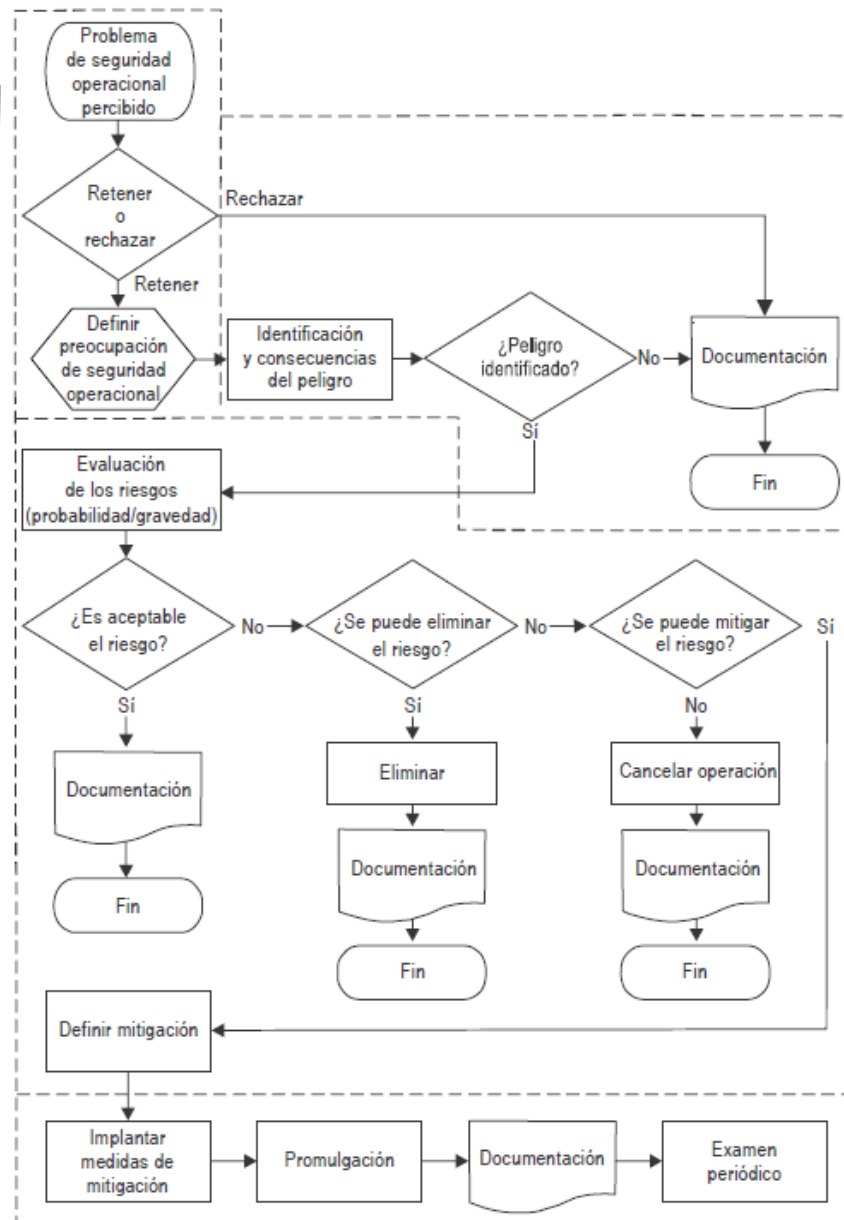 Problema
de seguridad
operacional
percibido
Retener
o
rechazar
Rechazar
Retener
Definir
preocupación
de seguridad
operacional
Identificación
y consecuencias
del peligro
¿Peligro
identificado?
No
Documentación
Sí
Fin
Evaluación
de los riesgos
(probabilidad/gravedad)
¿Es aceptable
el riesgo?
No
¿Se puede eliminar
el riesgo?
No
¿Se puede mitigar
el riesgo?
Sí
Sí
Sí
No
Documentación
Eliminar
Cancelar operación
Documentación
Documentación
Fin
Fin
Fin
Definir mitigación
Implantar
medidas de
mitigación
Promulgación
Documentación
Examen
periódico